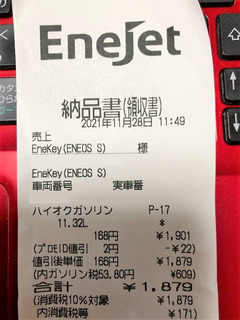 EneJet
納品書(領収書)
2021年11月28日 11:49
売上
EneKey(ENEOS S) 様
EneKey(ENEOS S)
車両番号 実車番
ハイオクガソリン P-17
11.32L *
168円 ¥1,901
(プロモID値引 2円 -¥22)
値引後単価 166円 ¥1,879
(内ガソリン税53.80円 ¥609)
合計 ¥1,879
(消費税10%対象 ¥1,879)
内消費税等 ¥171)